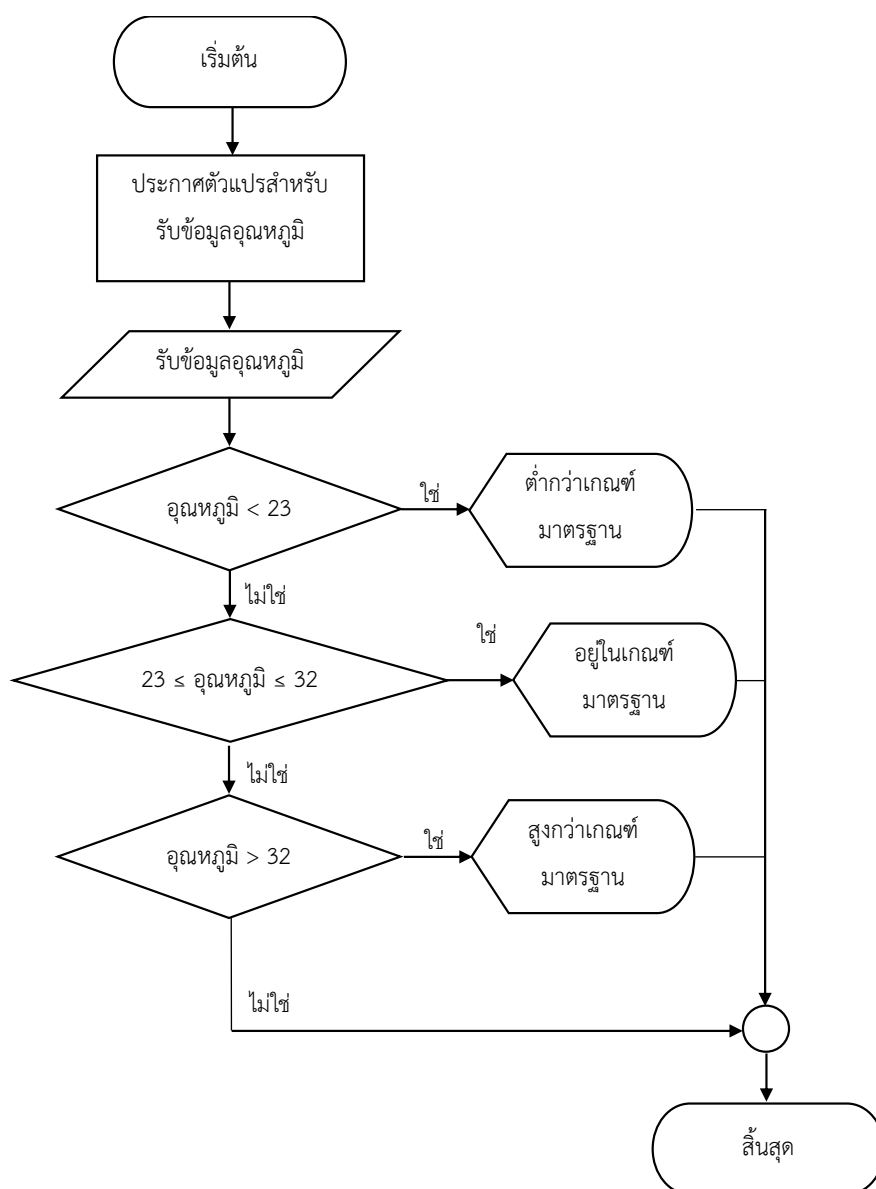 เริ่มต้น
ประกาศตัวแปรสำหรับ
รับข้อมูลอุณหภูมิ
รับข้อมูลอุณหภูมิ
อุณหภูมิ < 23
ใช่
ต่ำกว่าเกณฑ์
มาตรฐาน
ไม่ใช่
23 ≤ อุณหภูมิ ≤ 32
ใช่
อยู่ในเกณฑ์
มาตรฐาน
ไม่ใช่
อุณหภูมิ > 32
ใช่
สูงกว่าเกณฑ์
มาตรฐาน
ไม่ใช่
สิ้นสุด